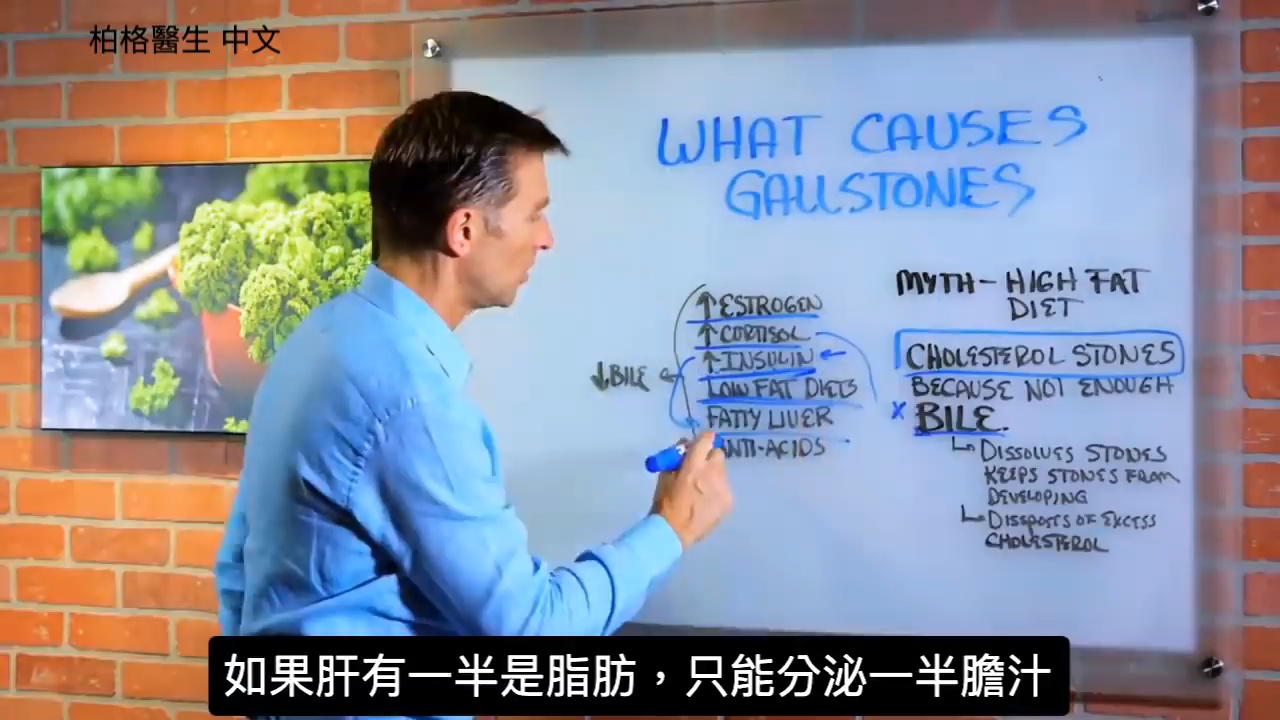 柏格醫生 中文
WHAT CAUSES
GALLSTONES
MYTH - HIGH FAT
DIET
↑ ESTROGEN
↑ CORTISOL
↑ INSULIN
LOW FAT DIETS
FATTY LIVER
ANTI-ACIDS
↓ BILE
CHOLESTEROL STONES
BECAUSE NOT ENOUGH
x BILE.
DISSOLVES STONES
KEEPS STONES FROM
DEVELOPING
DISSPOSES OF EXCESS
CHOLESTEROL
如果肝有一半是脂肪，只能分泌一半膽汁